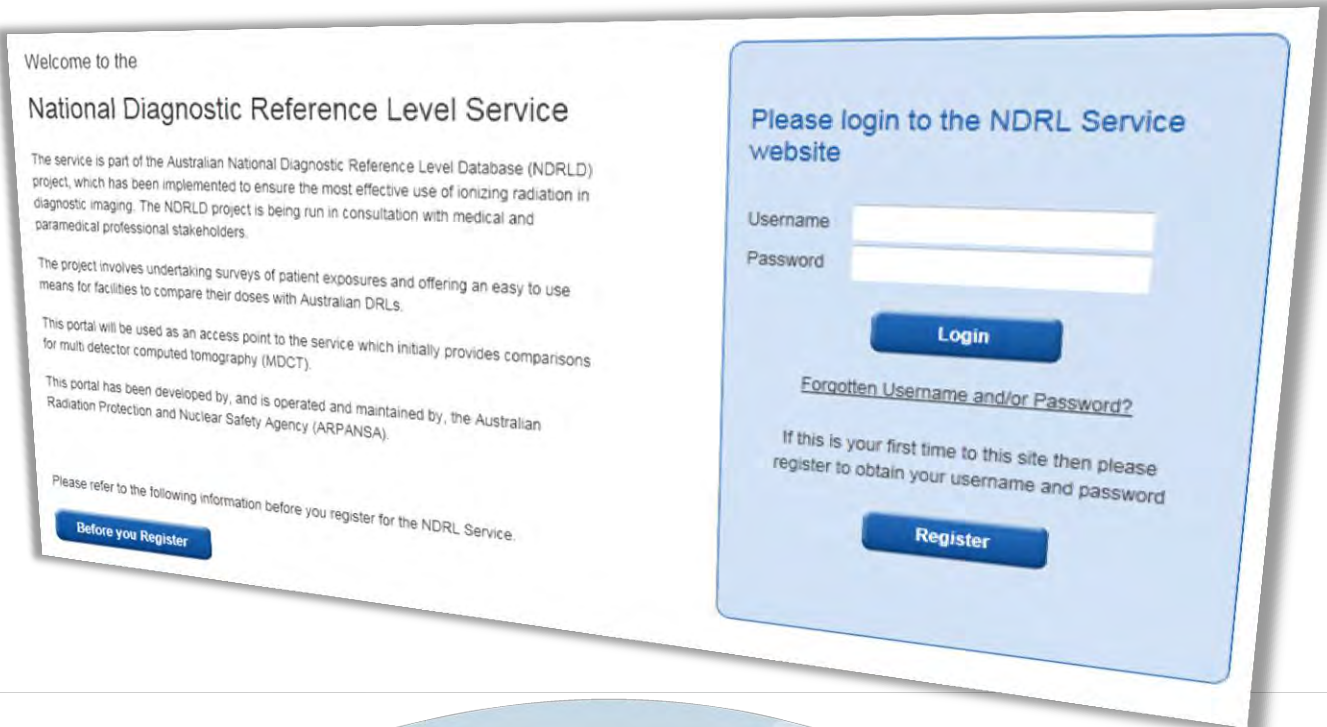 Welcome to the
National Diagnostic Reference Level Service
The service is part of the Australian National Diagnostic Reference Level Database (NDRLD)
project, which has been implemented to ensure the most effective use of ionizing radiation in
diagnostic imaging. The NDRLD project is being run in consultation with medical and
paramedical professional stakeholders.
The project involves undertaking surveys of patient exposures and offering an easy to use
means for facilities to compare their doses with Australian DRLs.
This portal will be used as an access point to the service which initially provides comparisons
for multi detector computed tomography (MDCT).
This portal has been developed by, and is operated and maintained by, the Australian
Radiation Protection and Nuclear Safety Agency (ARPANSA).
Please refer to the following information before you register for the NDRL Service.
Before you Register
Please login to the NDRL Service
website
Username
Password
Login
Forgotten Username and/or Password?
If this is your first time to this site then please
register to obtain your username and password
Register